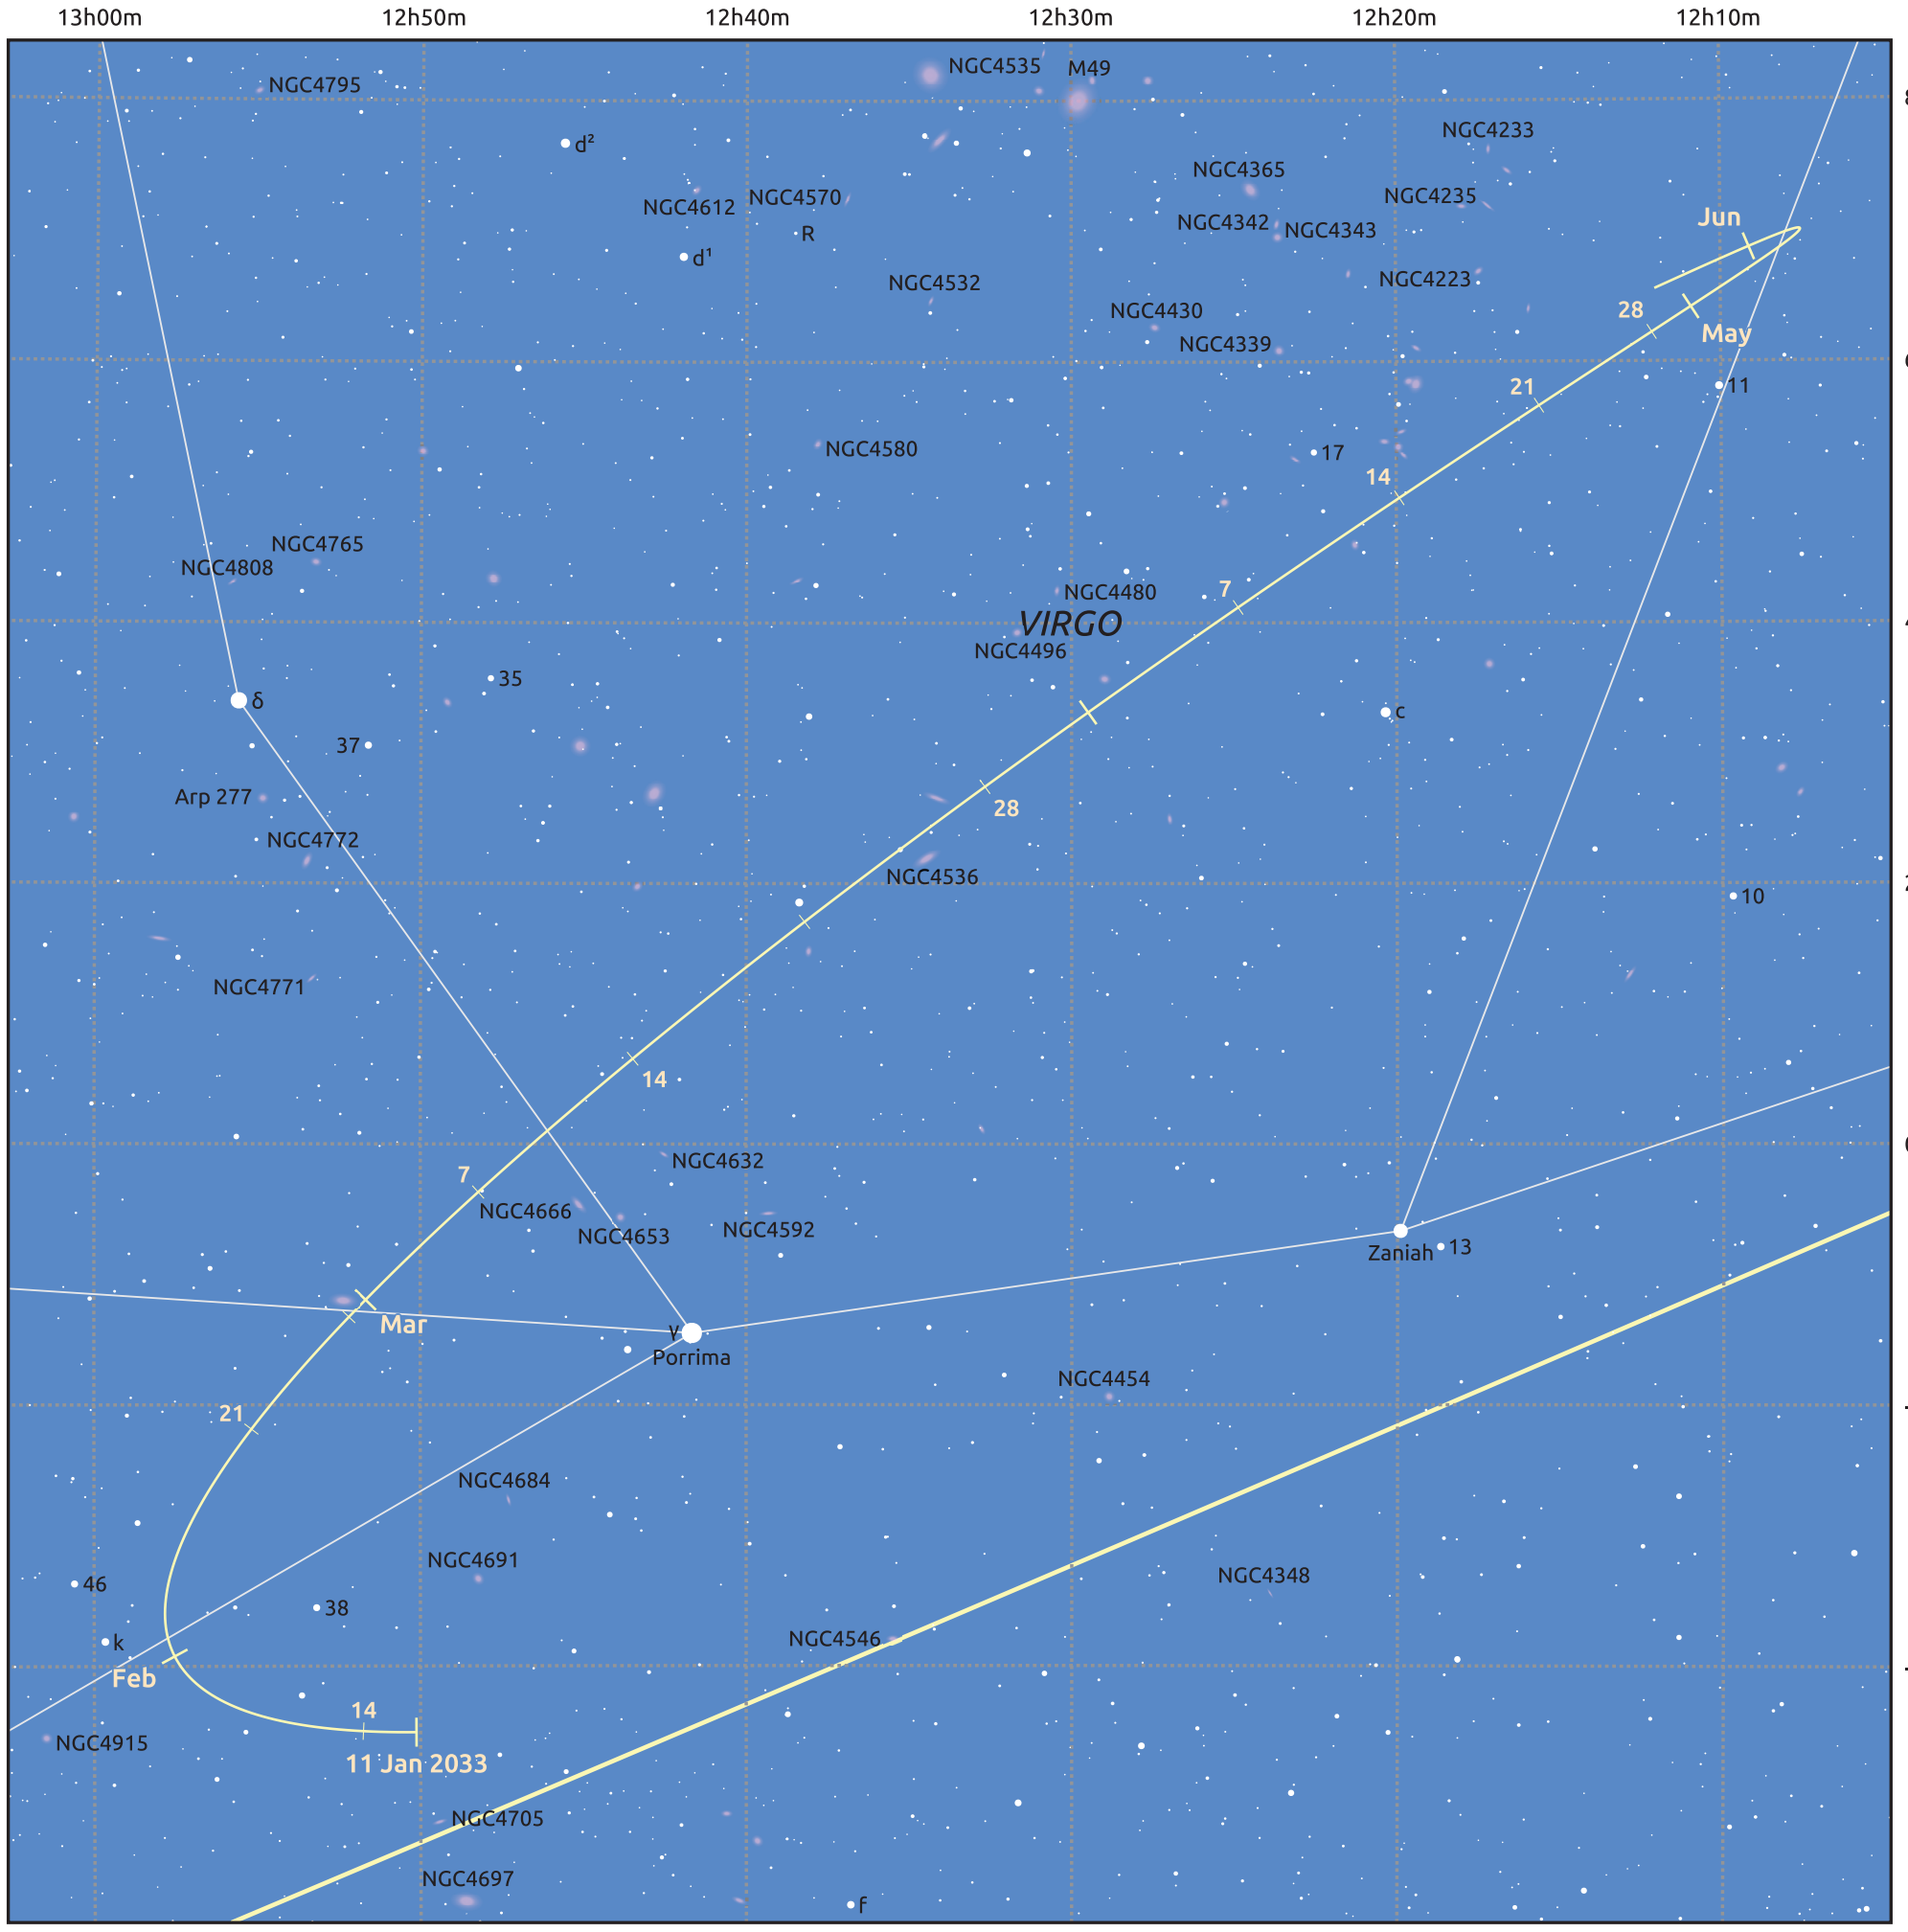 13h00m 12h50m 12h40m 12h30m 12h20m 12h10m
NGC4535 M49
NGC4795
8
NGC4233
d²
NGC4365
NGC4612 NGC4570 NGC4235
Jun
NGC4342 NGC4343
R
d¹
NGC4223
NGC4532
28
NGC4430
May
NGC4339
11
21
NGC4580 17
14
NGC4765
NGC4808
7 NGC4480
VIRGO
NGC4496
35
δ
c
37
Arp 277
28
NGC4772
NGC4536
10
NGC4771
14
NGC4632
7
NGC4666
NGC4592
NGC4653
13
Zaniah
Mar
γ
Porrima
NGC4454
21
NGC4684
NGC4691
NGC4348
46
38
k NGC4546
Feb
14
NGC4915
11 Jan 2033
NGC4705
NGC4697
f